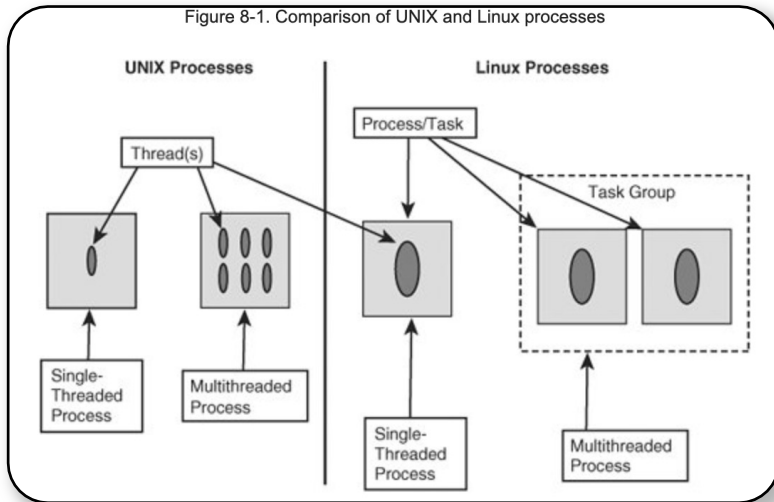 Figure 8-1. Comparison of UNIX and Linux processes
UNIX Processes
Linux Processes
Process/Task
Thread(s)
Task Group
Single-
Threaded
Process
Multithreaded
Process
Single-
Threaded
Process
Multithreaded
Process